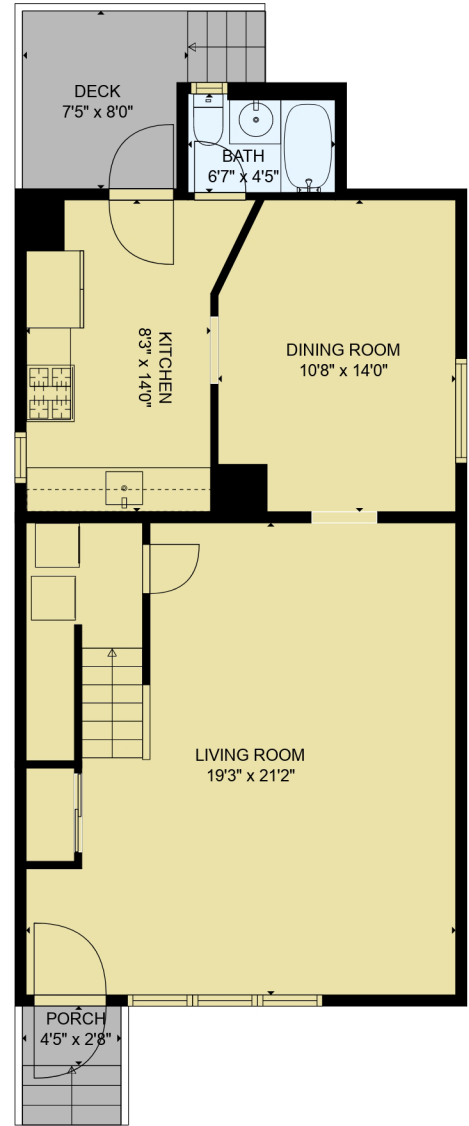 DECK
7'5" x 8'0"
BATH
6'7" x 4'5"
KITCHEN
8'3" x 14'0"
DINING ROOM
10'8" x 14'0"
LIVING ROOM
19'3" x 21'2"
PORCH
4'5" x 2'8"